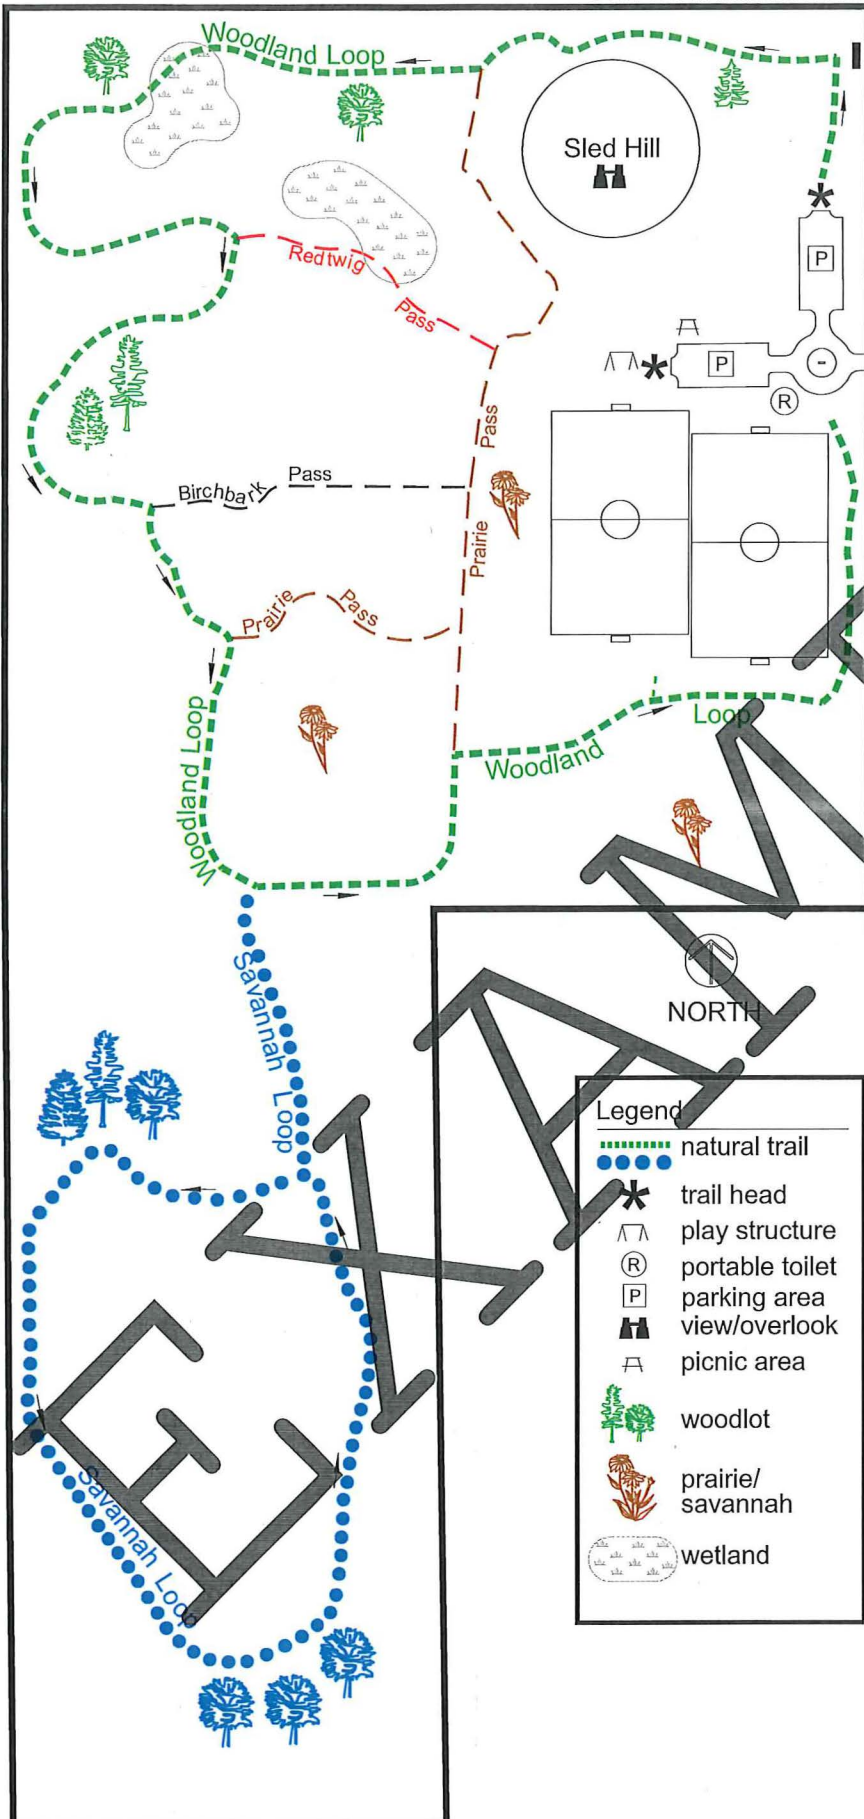 Woodland Loop
Sled Hill
P
Redtwig
Pass
P
R
Pass
Birchbark Pass
Prairie
Prairie Pass
Woodland Loop
Loop
Woodland
Savannah Loop
NORTH
Legend
natural trail
trail head
play structure
R portable toilet
P parking area
view/overlook
picnic area
woodlot
prairie/
savannah
wetland
Savannah Loop
EXAM